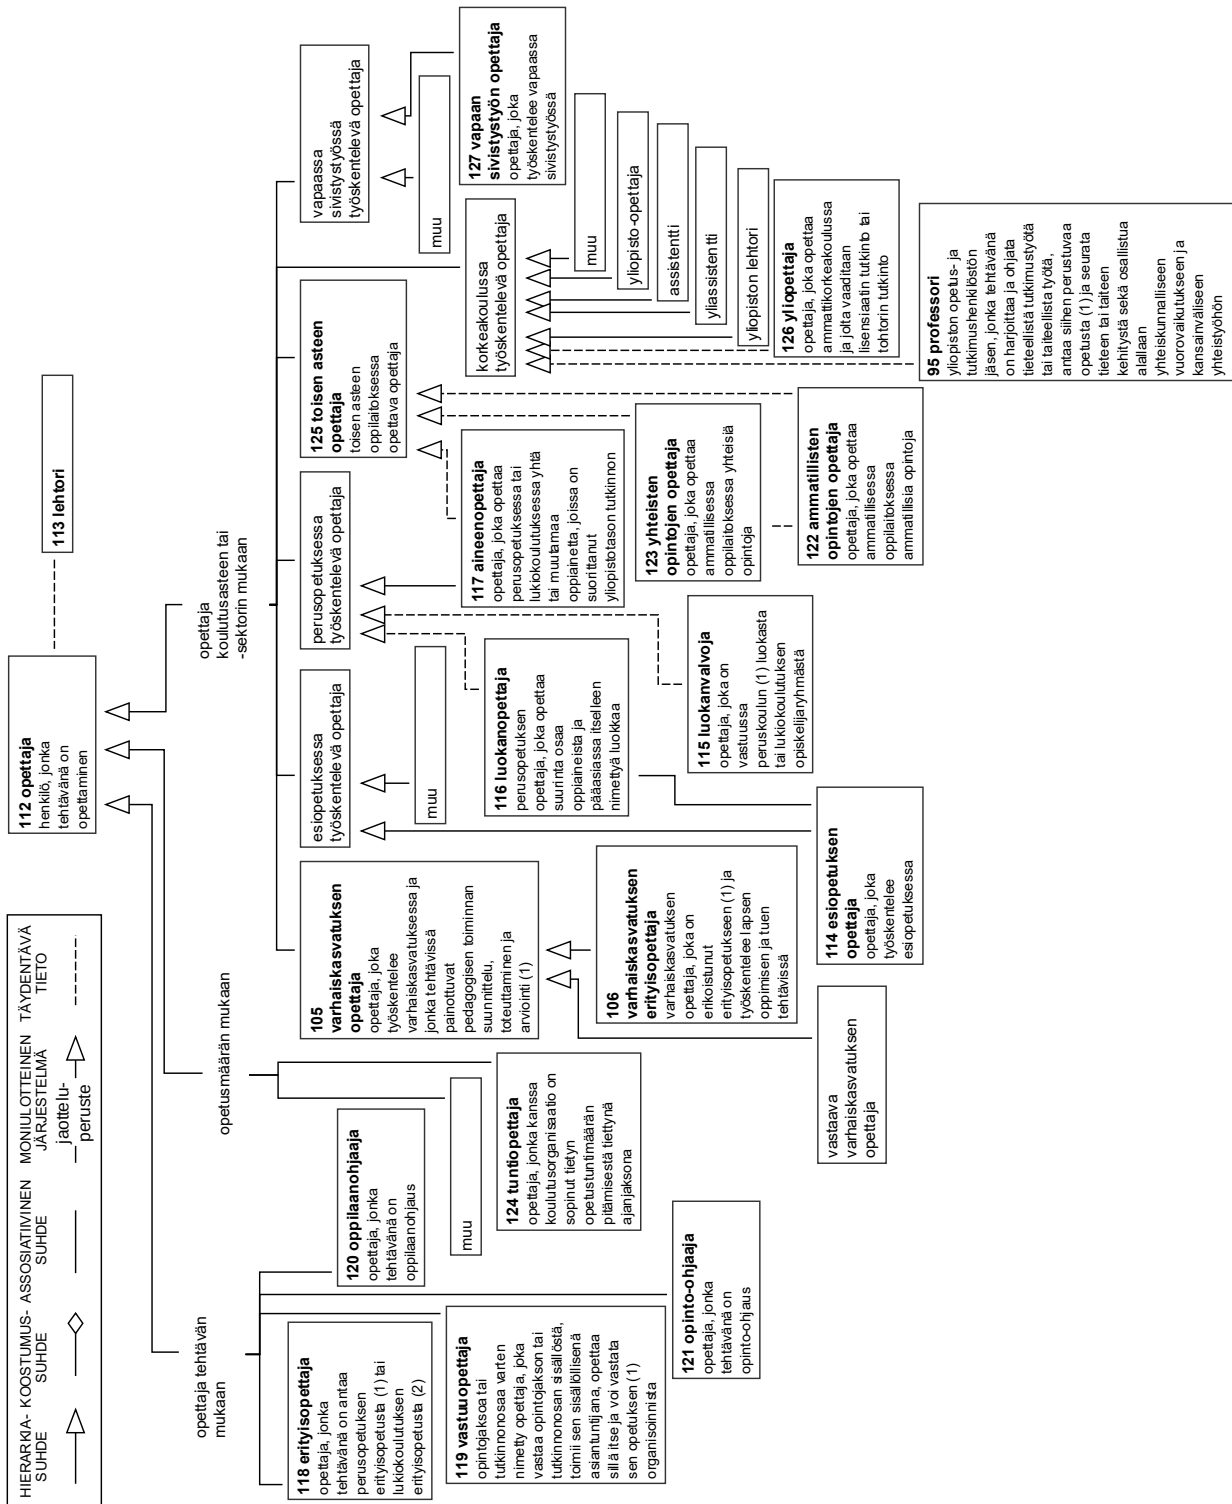 HIERARKIA-
SUHDE
KOOSTUMUS-
SUHDE
ASSOSIATIIVINEN
SUHDE
MONIULOTTEINEN
JÄRJESTELMÄ
jaottelu-
peruste
TÄYDENTÄVÄ
TIETO
112 opettaja
henkilö, jonka
tehtävänä on
opettaminen
113 lehtori
opettaja tehtävän
mukaan
opetusmäärän mukaan
opettaja
koulutusasteen tai
-sektorin mukaan
118 erityisopettaja
opettaja, jonka
tehtävänä on antaa
perusopetuksen
erityisopetusta (1) tai
lukiokoulutuksen
erityisopetusta (2)
119 vastuuopettaja
opintojaksoa tai
tutkinnonosaa varten
nimetty opettaja, joka
vastaa opintojakson tai
tutkinnonosan sisällöstä,
toimii sen sisällöllisenä
asiantuntijana, opettaa
sillä itse ja voi vastata
sen opetuksen (1)
organisoinnista
120 oppilaanohjaaja
opettaja, jonka
tehtävänä on
oppilaanohjaus
121 opinto-ohjaaja
opettaja, jonka
tehtävänä on
opinto-ohjaus
muu
124 tuntiopettaja
opettaja, jonka kanssa
koulutusorganisaatio on
sopinut tietyn
opetustuntimäärän
pitämisestä tiettynä
ajanjaksona
105
varhaiskasvatuksen
opettaja
opettaja, joka
työskentelee
varhaiskasvatuksessa ja
jonka tehtävissä
painottuvat
pedagogisen toiminnan
suunnittelu,
toteuttaminen ja
arviointi (1)
106
varhaiskasvatuksen
erityisopettaja
varhaiskasvatuksen
opettaja, joka on
erikoistunut
erityisopetukseen (1) ja
työskentelee lapsen
oppimisen ja tuen
tehtävissä
vastaava
varhaiskasvatuksen
opettaja
esiopetuksessa
työskentelevä opettaja
muu
114 esiopetuksen
opettaja
opettaja, joka
työskentelee
esiopetuksessa
perusopetuksessa
työskentelevä opettaja
116 luokanopettaja
perusopetuksen
opettaja, joka opettaa
suurinta osaa
oppiaineista ja
pääasiassa itselleen
nimettyä luokkaa
115 luokanvalvoja
opettaja, joka on
vastuussa
peruskoulun (1) luokasta
tai lukiokoulutuksen
opiskelijaryhmästä
117 aineenopettaja
opettaja, joka opettaa
perusopetuksessa tai
lukiokoulutuksessa yhtä
tai muutamaa
oppiainetta, joissa on
suorittanut
yliopistotason tutkinnon
125 toisen asteen
opettaja
toisen asteen
oppilaitoksessa
opettava opettaja
123 yhteisten
opintojen opettaja
opettaja, joka opettaa
ammatillisessa
oppilaitoksessa yhteisiä
opintoja
122 ammatillisten
opintojen opettaja
opettaja, joka opettaa
ammatillisessa
oppilaitoksessa
ammatillisia opintoja
korkeakoulussa
työskentelevä opettaja
muu
yliopisto-opettaja
assistentti
yliassistentti
yliopiston lehtori
126 yliopettaja
opettaja, joka opettaa
ammattikorkeakoulussa
ja jolta vaaditaan
lisensiaatin tutkinto tai
tohtorin tutkinto
95 professori
yliopiston opetus- ja
tutkimushenkilöstön
jäsen, jonka tehtävänä
on harjoittaa ja ohjata
tieteellistä tutkimustyötä
tai taiteellista työtä,
antaa siihen perustuvaa
opetusta (1) ja seurata
tieteen tai taiteen
kehitystä sekä osallistua
alallaan
yhteiskunnalliseen
vuorovaikutukseen ja
kansainväliseen
yhteistyöhön
vapaassa
sivistystyössä
työskentelevä opettaja
muu
127 vapaan
sivistystyön opettaja
opettaja, joka
työskentelee vapaassa
sivistystyössä